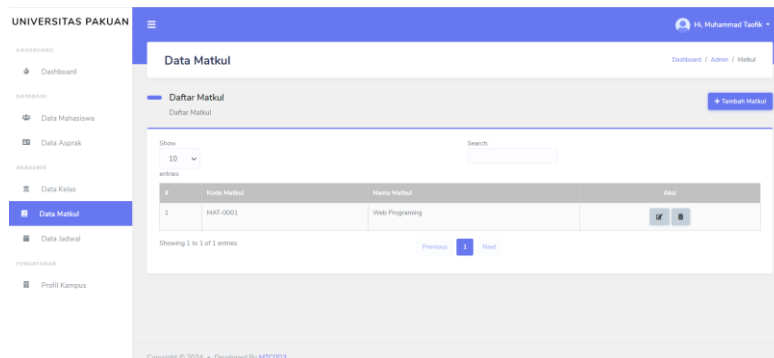 UNIVERSITAS PAKUAN
Hi, Muhammad Taofik
DASHBOARD
Dashboard
DATABASE
Data Mahasiswa
Data Asprak
AKADEMIK
Data Kelas
Data Matkul
Data Jadwal
PENGATURAN
Profil Kampus
Data Matkul
Dashboard / Admin / Matkul
Daftar Matkul
Daftar Matkul
+ Tambah Matkul
Show
10
entries
Search:
# Kode Matkul Nama Matkul Aksi
1 MAT-0001 Web Programing
Showing 1 to 1 of 1 entries
Previous 1 Next
Copyright © 2024 • Developed By